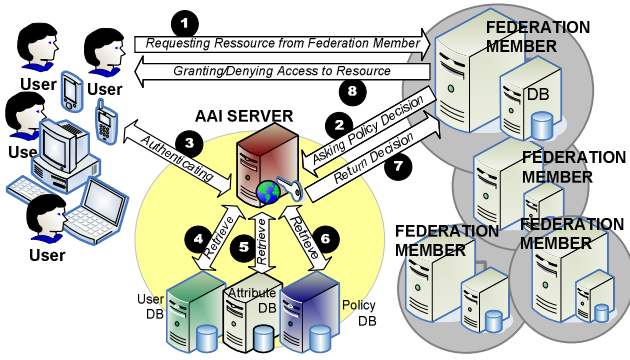 1
Requesting Ressource from Federation Member
Granting/Denying Access to Resource
8
FEDERATION
MEMBER
DB
User
User
User
User
AAI SERVER
2
Asking Policy Decision
3
Authenticating
Return Decision
7
FEDERATION
MEMBER
4
Retrieve
5
Retrieve
6
Retrieve
FEDERATION
MEMBER
FEDERATION
MEMBER
User
DB
Attribute
DB
Policy
DB